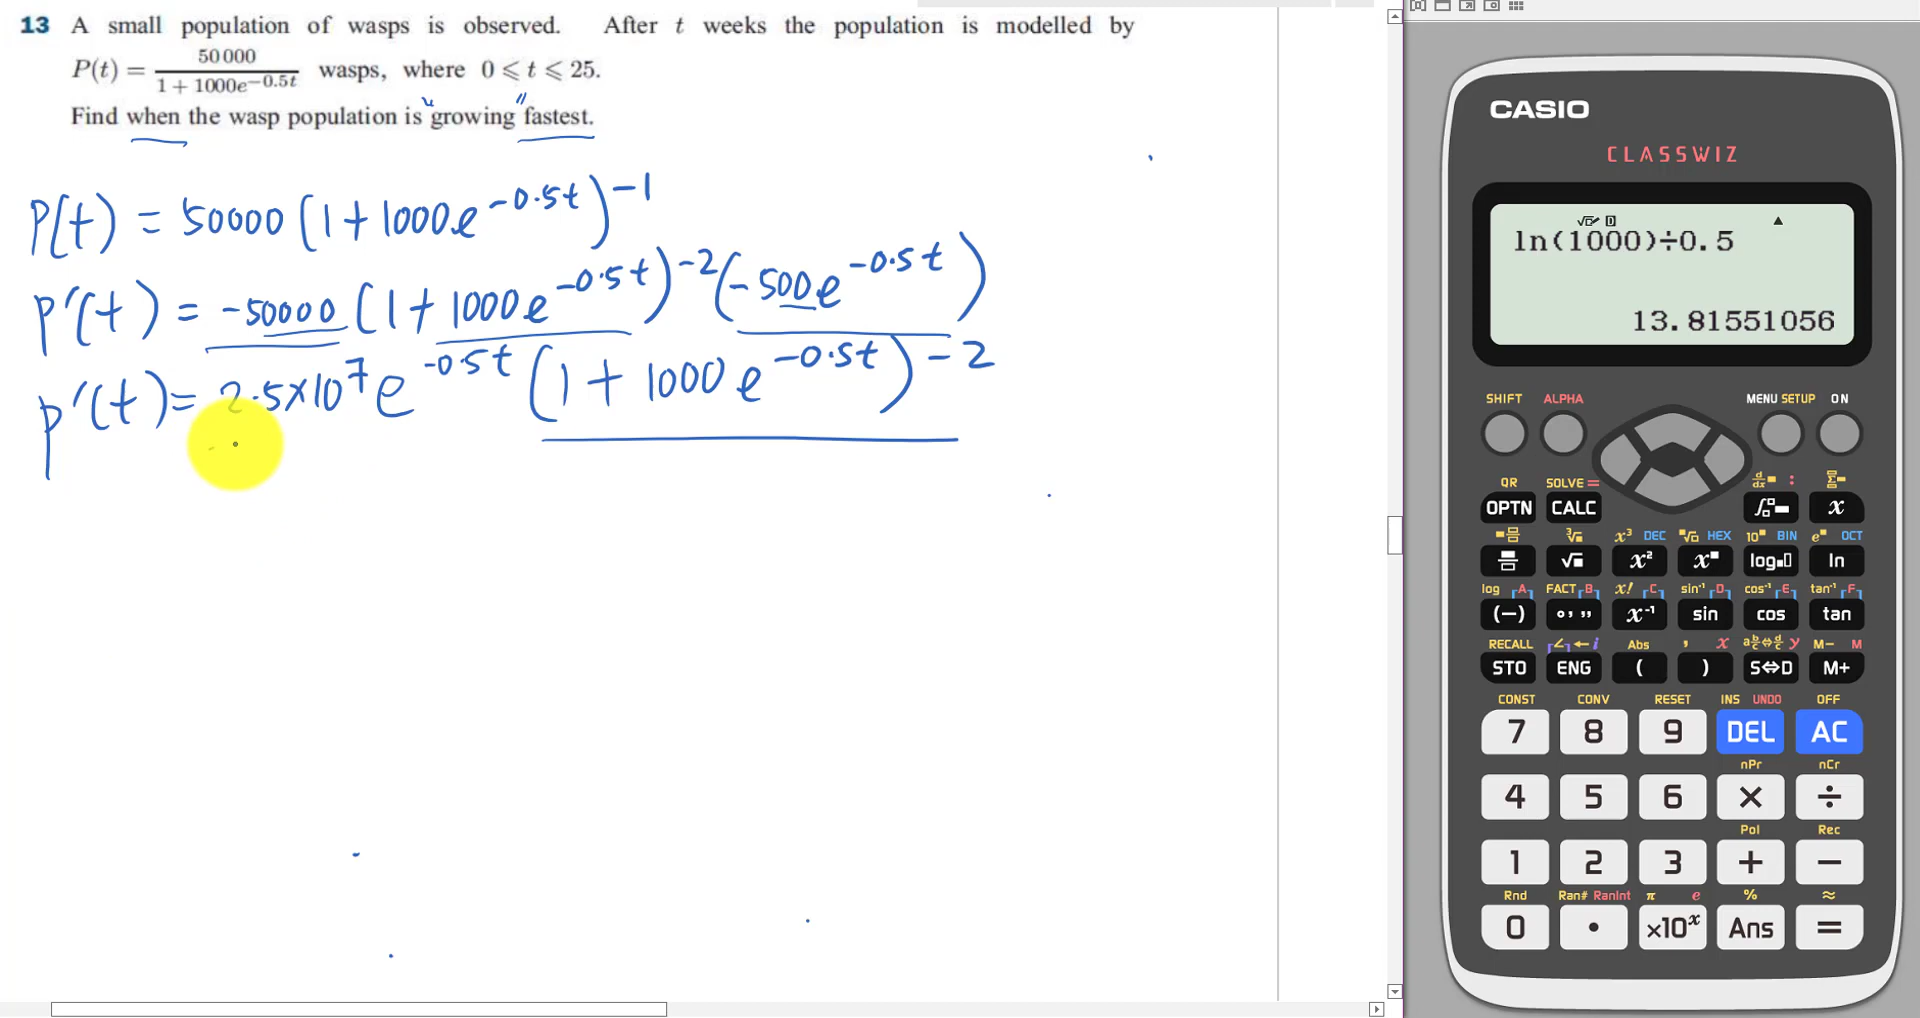 13 A small population of wasps is observed. After t weeks the population is modelled by
P(t) = 50 000 / (1 + 1000e^−0.5t) wasps, where 0 ⩽ t ⩽ 25.
Find when the wasp population is "growing fastest.
P(t) = 50000 (1 + 1000e^-0.5t)^-1
P'(t) = -50000 (1 + 1000e^-0.5t)^-2 (-500e^-0.5t)
P'(t) = 2.5×10^7 e^-0.5t (1 + 1000e^-0.5t)^-2
CASIO
CLASSWIZ
√▫/ D ▲
ln(1000)÷0.5
13.81551056
SHIFT ALPHA MENU SETUP ON
QR SOLVE = d/dx : Σ
OPTN CALC ∫ x
x³ DEC ˣ√ HEX 10^▪ BIN e^▪ OCT
√▪ x² x^▪ log▪▯ ln
log A FACT B x! C sin⁻¹ D cos⁻¹ E tan⁻¹ F
(−) ° ’ ” x⁻¹ sin cos tan
RECALL ∠ ← i Abs , x a b/c⇔d/c y M− M
STO ENG ( ) S⇔D M+
CONST CONV RESET INS UNDO OFF
7 8 9 DEL AC
nPr nCr
4 5 6 × ÷
Pol Rec
1 2 3 + −
Rnd Ran# RanInt π e % ≈
0 • ×10ˣ Ans =